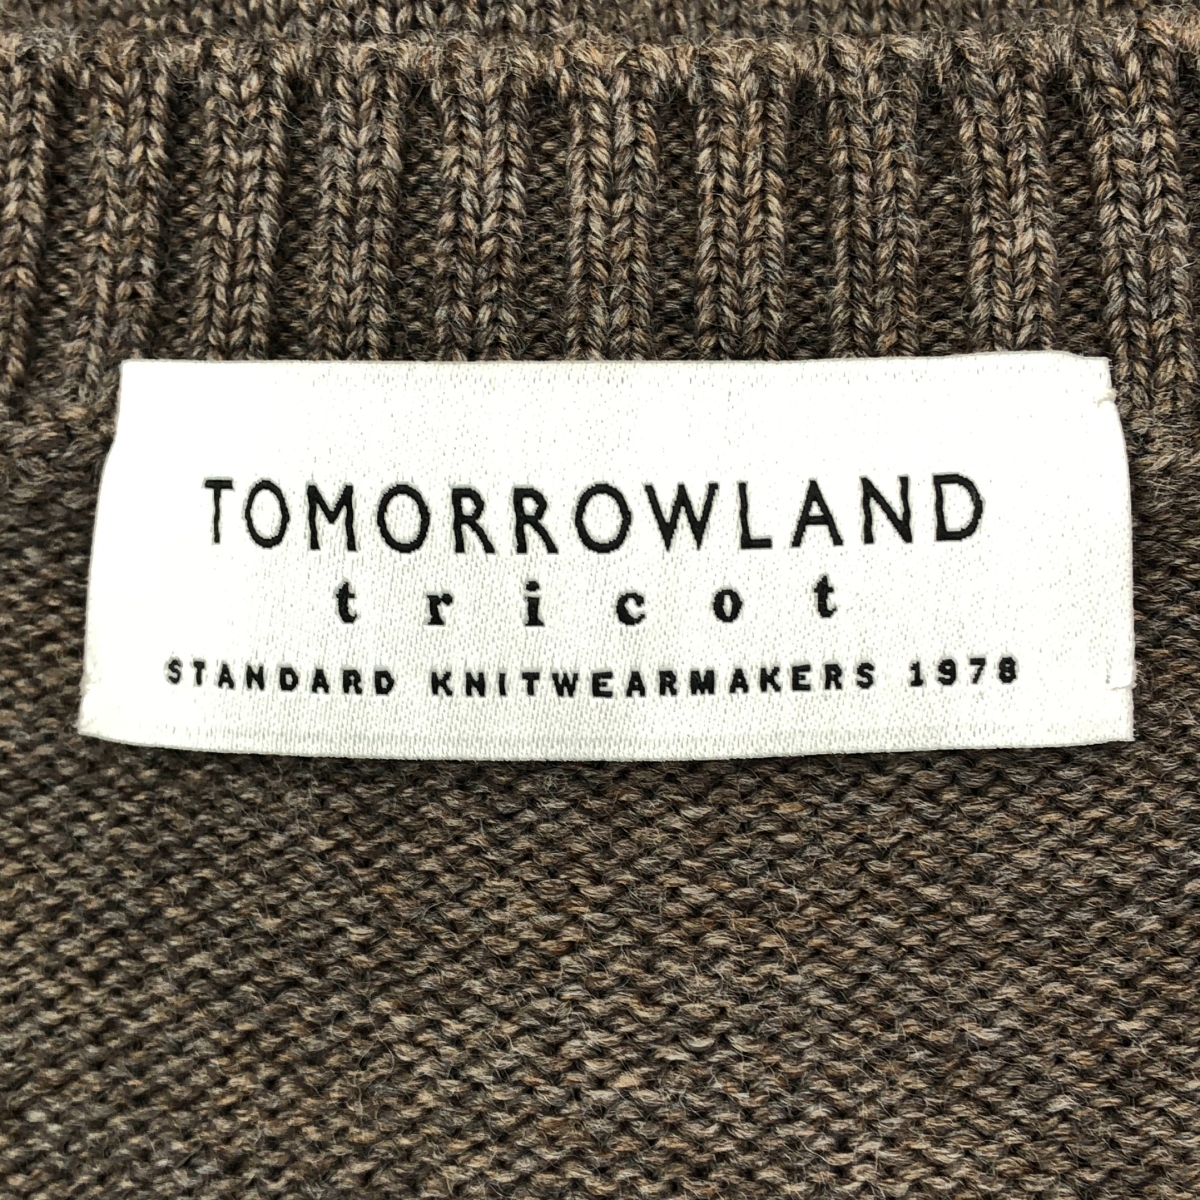 TOMORROWLAND
tricot
STANDARD KNITWEARMAKERS 1978